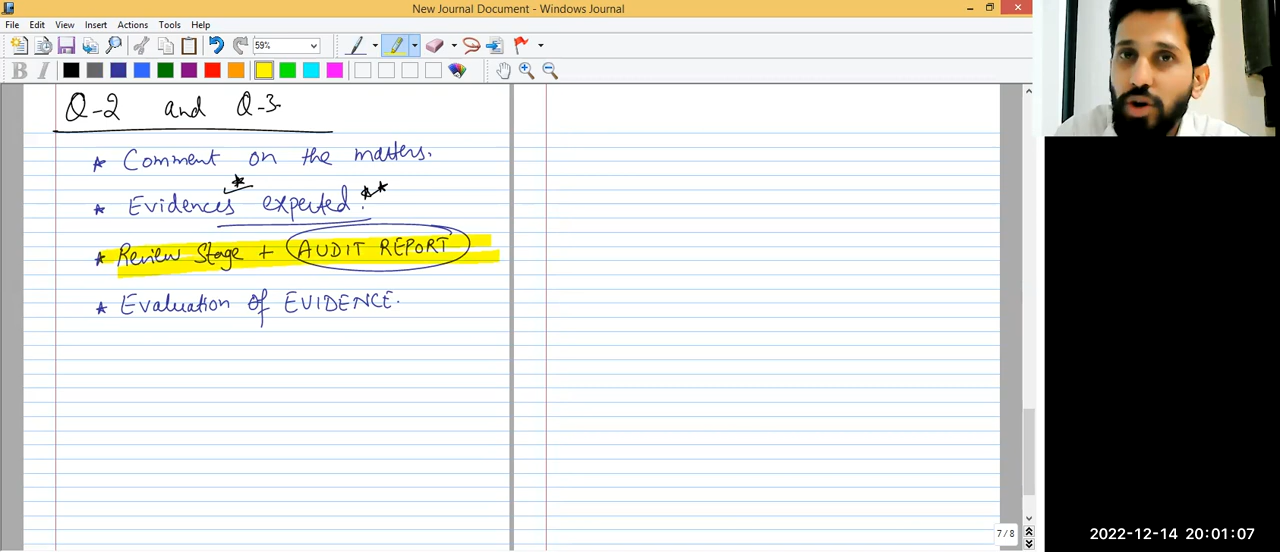 New Journal Document - Windows Journal
File Edit View Insert Actions Tools Help
59%
B I
Q-2 and Q-3
* Comment on the matters.
* Evidences expected.
* Review Stage + AUDIT REPORT
* Evaluation of EVIDENCE.
7 / 8
2022-12-14 20:01:07